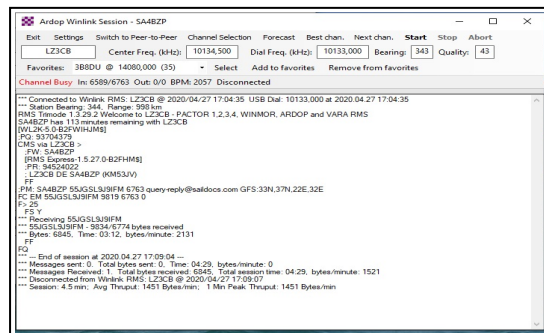 Ardop Winlink Session - SA4BZP
Exit Settings Switch to Peer-to-Peer Channel Selection Forecast Best chan. Next chan. Start Stop Abort
LZ3CB Center Freq. (kHz): 10134,500 Dial Freq. (kHz): 10133,000 Bearing: 343 Quality: 43
Favorites: 3B8DU @ 14080,000 (35) Select Add to favorites Remove from favorites
Channel Busy In: 6589/6763 Out: 0/0 BPM: 2057 Disconnected
*** Connected to Winlink RMS: LZ3CB @ 2020/04/27 17:04:35 USB Dial: 10133,000 at 2020.04.27 17:04:35
*** Station Bearing: 344, Range: 998 km
RMS Trimode 1.3.29.2 Welcome to LZ3CB - PACTOR 1,2,3,4, WINMOR, ARDOP and VARA RMS
SA4BZP has 113 minutes remaining with LZ3CB
[WL2K-5.0-B2FWIHJM$]
;PQ: 93704379
CMS via LZ3CB >
;FW: SA4BZP
[RMS Express-1.5.27.0-B2FHM$]
;PR: 94524022
; LZ3CB DE SA4BZP (KM53JV)
FF
;PM: SA4BZP 55JGSL9J9IFM 6763 query-reply@saildocs.com GFS:33N,37N,22E,32E
FC EM 55JGSL9J9IFM 9819 6763 0
F> 25
FS Y
*** Receiving 55JGSL9J9IFM
*** 55JGSL9J9IFM - 9834/6774 bytes received
*** Bytes: 6845, Time: 03:12, bytes/minute: 2131
FF
FQ
*** --- End of session at 2020.04.27 17:09:04 ---
*** Messages sent: 0. Total bytes sent: 0, Time: 04:29, bytes/minute: 0
*** Messages Received: 1. Total bytes received: 6845, Total session time: 04:29, bytes/minute: 1521
*** Disconnected from Winlink RMS: LZ3CB @ 2020/04/27 17:09:07
*** Session: 4.5 min; Avg Thruput: 1451 Bytes/min; 1 Min Peak Thruput: 1451 Bytes/min